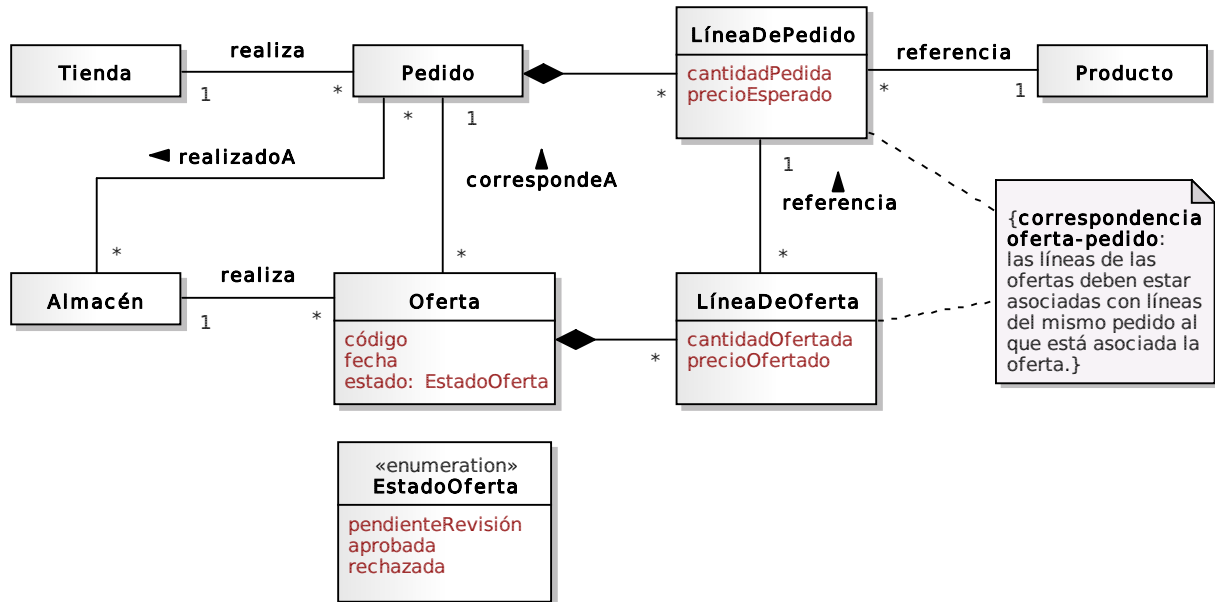 Tienda
realiza
1
*
Pedido
LíneaDePedido
cantidadPedida
precioEsperado
*
referencia
*
1
Producto
realizadoA
*
*
1
correspondeA
*
1
referencia
*
{correspondencia
oferta-pedido:
las líneas de las
ofertas deben estar
asociadas con líneas
del mismo pedido al
que está asociada la
oferta.}
Almacén
realiza
1
*
Oferta
código
fecha
estado: EstadoOferta
*
LíneaDeOferta
cantidadOfertada
precioOfertado
«enumeration»
EstadoOferta
pendienteRevisión
aprobada
rechazada